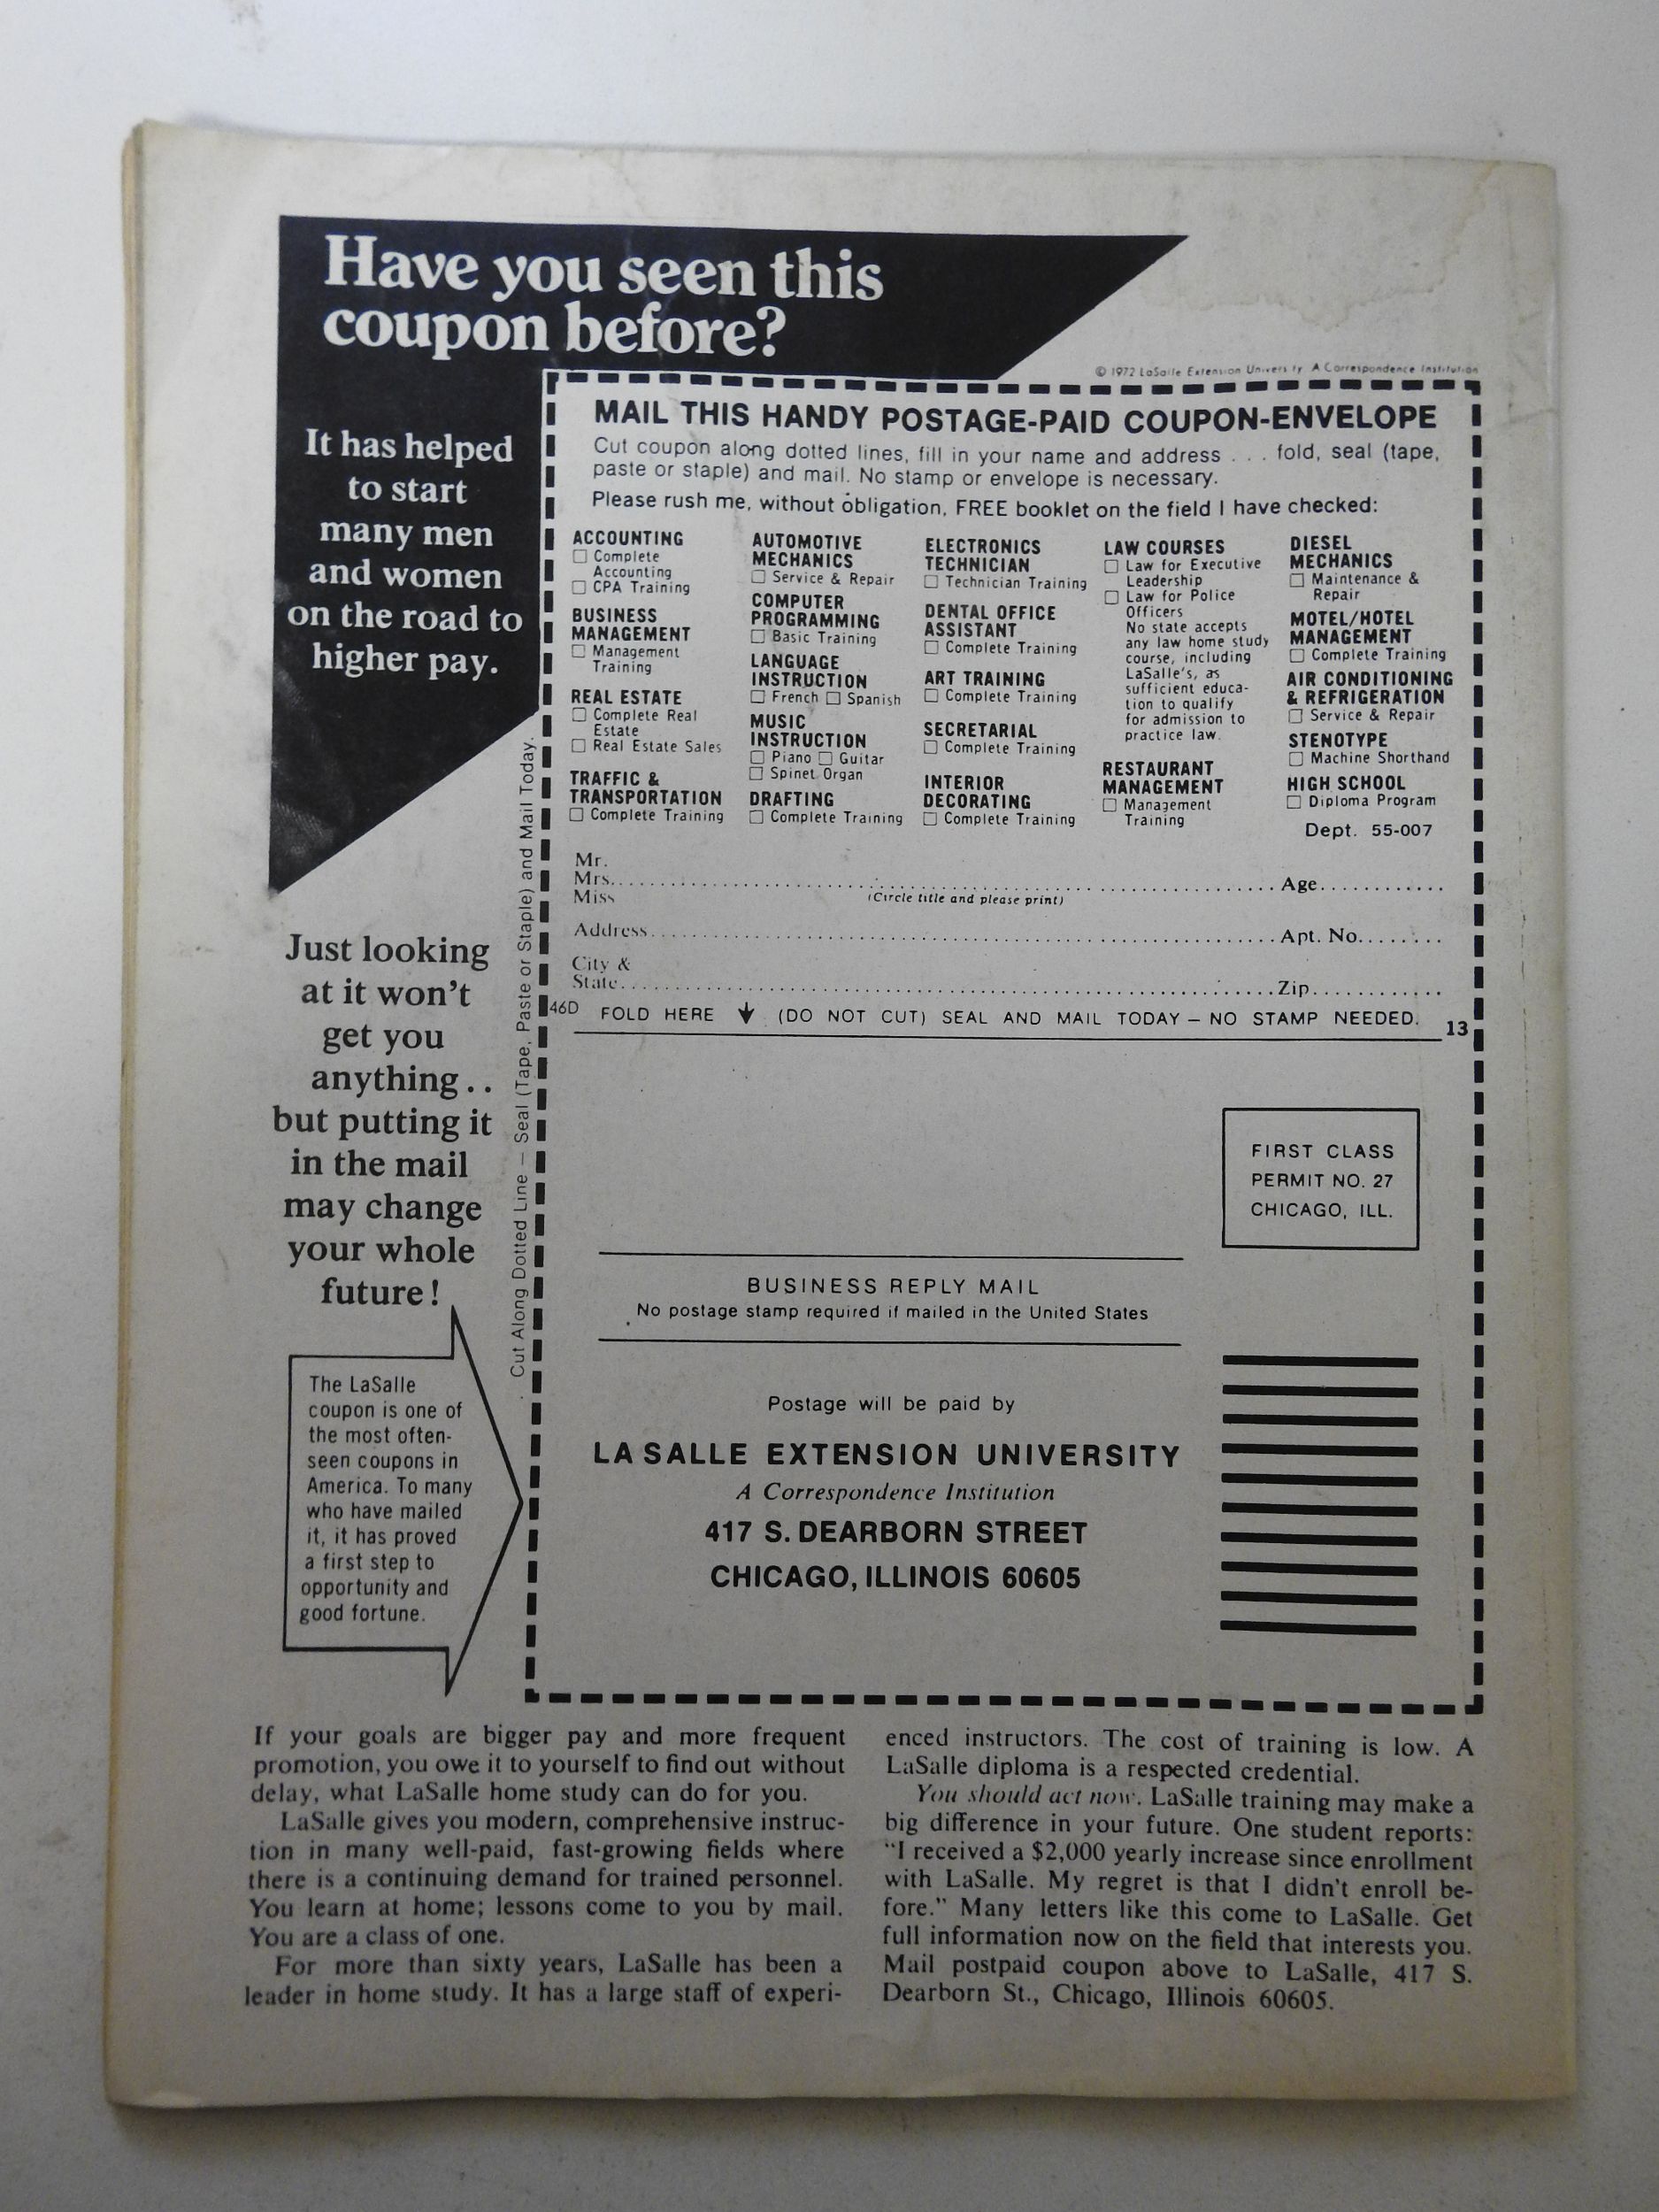 Have you seen this
coupon before?
It has helped
to start
many men
and women
on the road to
higher pay.
Just looking
at it won't
get you
anything..
but putting it
in the mail
may change
your whole
future!
The LaSalle
coupon is one of
the most often-
seen coupons in
America. To many
who have mailed
it, it has proved
a first step to
opportunity and
good fortune.
Cut Along Dotted Line — Seal (Tape, Paste or Staple) and Mail Today.
© 1972 LaSalle Extension University A Correspondence Institution
MAIL THIS HANDY POSTAGE-PAID COUPON-ENVELOPE
Cut coupon along dotted lines, fill in your name and address . . . fold, seal (tape,
paste or staple) and mail. No stamp or envelope is necessary.
Please rush me, without obligation, FREE booklet on the field I have checked:
ACCOUNTING
☐ Complete
Accounting
☐ CPA Training
BUSINESS
MANAGEMENT
☐ Management
Training
REAL ESTATE
☐ Complete Real
Estate
☐ Real Estate Sales
TRAFFIC &
TRANSPORTATION
☐ Complete Training
AUTOMOTIVE
MECHANICS
☐ Service & Repair
COMPUTER
PROGRAMMING
☐ Basic Training
LANGUAGE
INSTRUCTION
☐ French ☐ Spanish
MUSIC
INSTRUCTION
☐ Piano ☐ Guitar
☐ Spinet Organ
DRAFTING
☐ Complete Training
ELECTRONICS
TECHNICIAN
☐ Technician Training
DENTAL OFFICE
ASSISTANT
☐ Complete Training
ART TRAINING
☐ Complete Training
SECRETARIAL
☐ Complete Training
INTERIOR
DECORATING
☐ Complete Training
LAW COURSES
☐ Law for Executive
Leadership
☐ Law for Police
Officers
No state accepts
any law home study
course, including
LaSalle's, as
sufficient educa-
tion to qualify
for admission to
practice law.
RESTAURANT
MANAGEMENT
☐ Management
Training
DIESEL
MECHANICS
☐ Maintenance &
Repair
MOTEL/HOTEL
MANAGEMENT
☐ Complete Training
AIR CONDITIONING
& REFRIGERATION
☐ Service & Repair
STENOTYPE
☐ Machine Shorthand
HIGH SCHOOL
☐ Diploma Program
Dept. 55-007
Mr.
Mrs. Age
Miss (Circle title and please print)
Address Apt. No.
City &
State Zip
46D FOLD HERE ↓ (DO NOT CUT) SEAL AND MAIL TODAY — NO STAMP NEEDED. 13
FIRST CLASS
PERMIT NO. 27
CHICAGO, ILL.
BUSINESS REPLY MAIL
No postage stamp required if mailed in the United States
Postage will be paid by
LA SALLE EXTENSION UNIVERSITY
A Correspondence Institution
417 S. DEARBORN STREET
CHICAGO, ILLINOIS 60605
If your goals are bigger pay and more frequent
promotion, you owe it to yourself to find out without
delay, what LaSalle home study can do for you.
LaSalle gives you modern, comprehensive instruc-
tion in many well-paid, fast-growing fields where
there is a continuing demand for trained personnel.
You learn at home; lessons come to you by mail.
You are a class of one.
For more than sixty years, LaSalle has been a
leader in home study. It has a large staff of experi-
enced instructors. The cost of training is low. A
LaSalle diploma is a respected credential.
You should act now. LaSalle training may make a
big difference in your future. One student reports:
"I received a $2,000 yearly increase since enrollment
with LaSalle. My regret is that I didn't enroll be-
fore." Many letters like this come to LaSalle. Get
full information now on the field that interests you.
Mail postpaid coupon above to LaSalle, 417 S.
Dearborn St., Chicago, Illinois 60605.